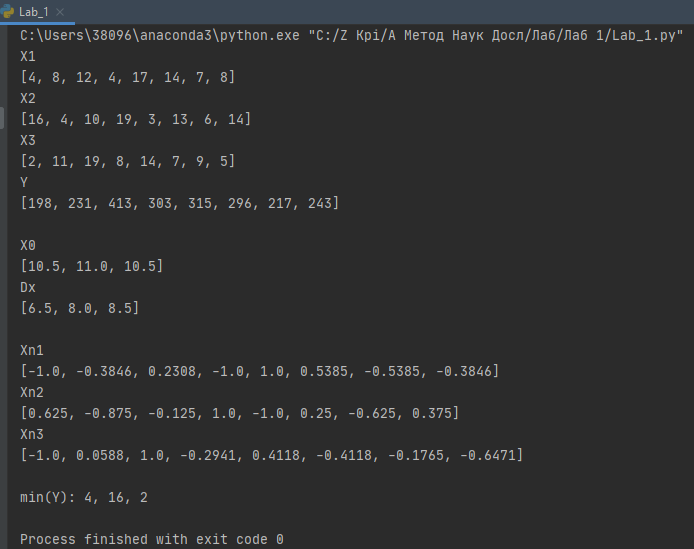 Lab_1
C:\Users\38096\anaconda3\python.exe "C:/Z Kpi/А Метод Наук Досл/Лаб/Лаб 1/Lab_1.py"
X1
[4, 8, 12, 4, 17, 14, 7, 8]
X2
[16, 4, 10, 19, 3, 13, 6, 14]
X3
[2, 11, 19, 8, 14, 7, 9, 5]
Y
[198, 231, 413, 303, 315, 296, 217, 243]
X0
[10.5, 11.0, 10.5]
Dx
[6.5, 8.0, 8.5]
Xn1
[-1.0, -0.3846, 0.2308, -1.0, 1.0, 0.5385, -0.5385, -0.3846]
Xn2
[0.625, -0.875, -0.125, 1.0, -1.0, 0.25, -0.625, 0.375]
Xn3
[-1.0, 0.0588, 1.0, -0.2941, 0.4118, -0.4118, -0.1765, -0.6471]
min(Y): 4, 16, 2
Process finished with exit code 0